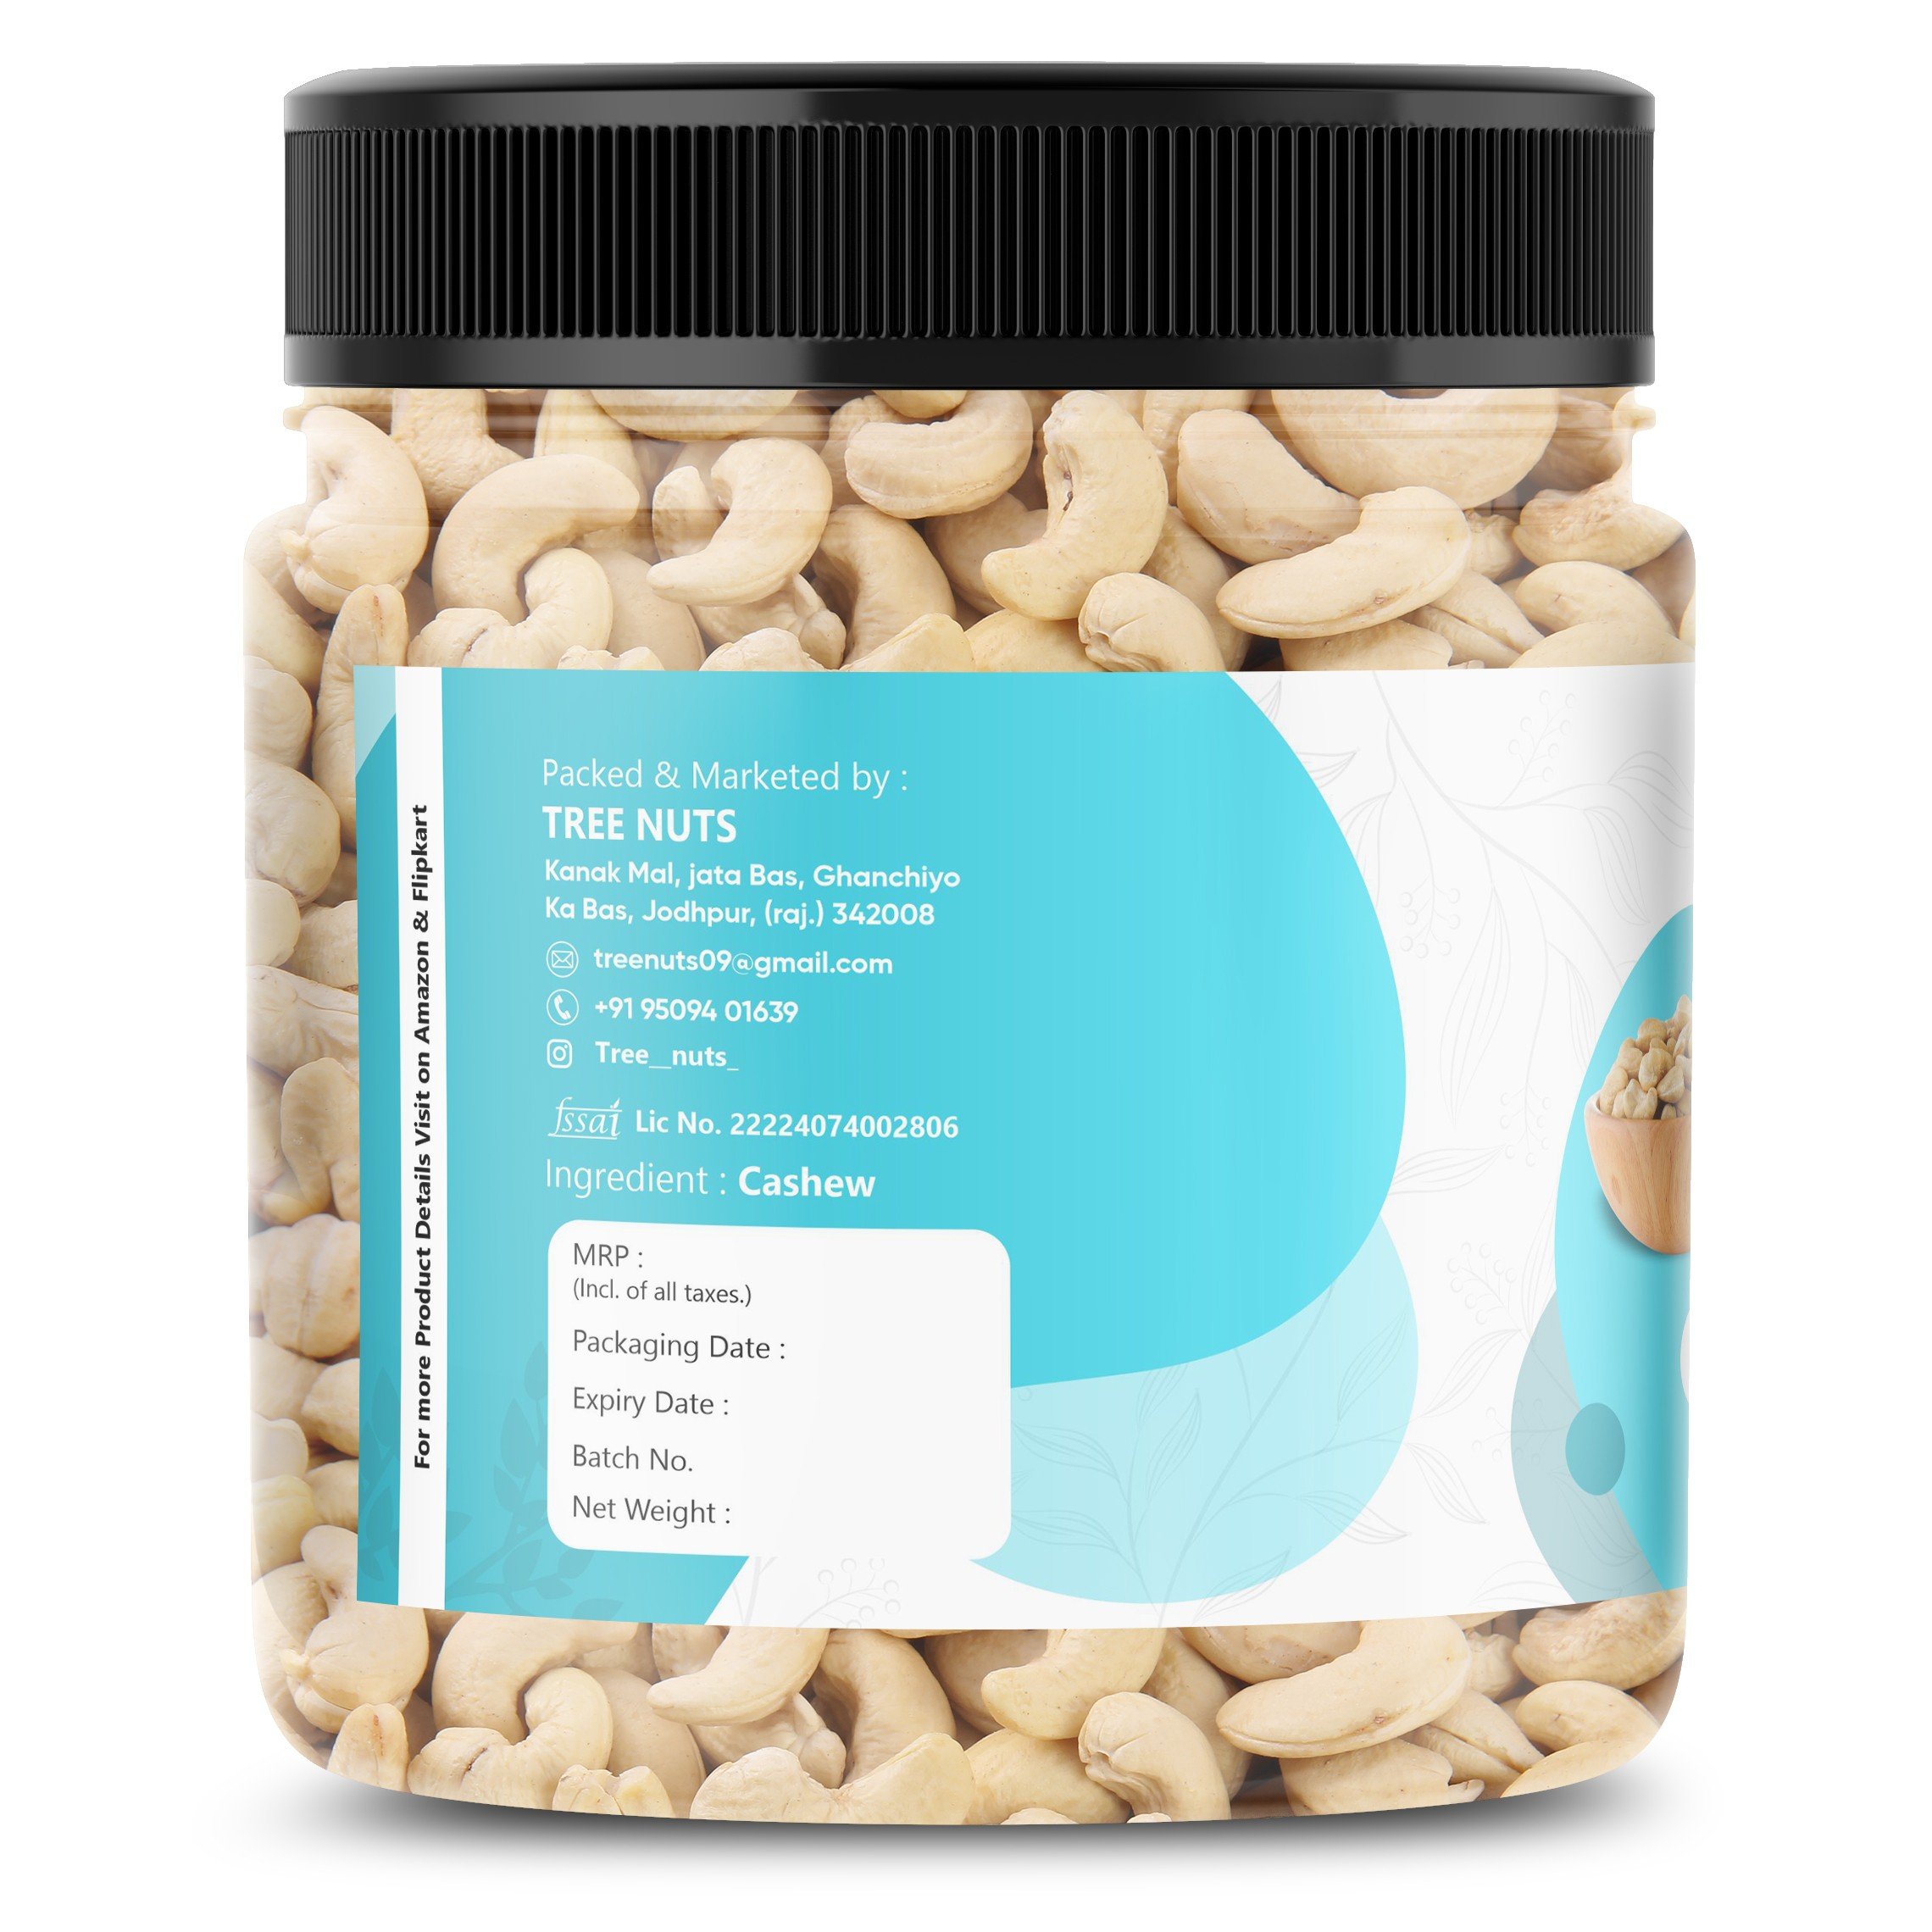 Packed & Marketed by :
TREE NUTS
Kanak Mal, jata Bas, Ghanchiyo
Ka Bas, Jodhpur, (raj.) 342008
treenuts09@gmail.com
+91 95094 01639
Tree__nuts_
fssai Lic No. 22224074002806
Ingredient : Cashew
MRP :
(Incl. of all taxes.)
Packaging Date :
Expiry Date :
Batch No.
Net Weight :
For more Product Details Visit on Amazon & Flipkart